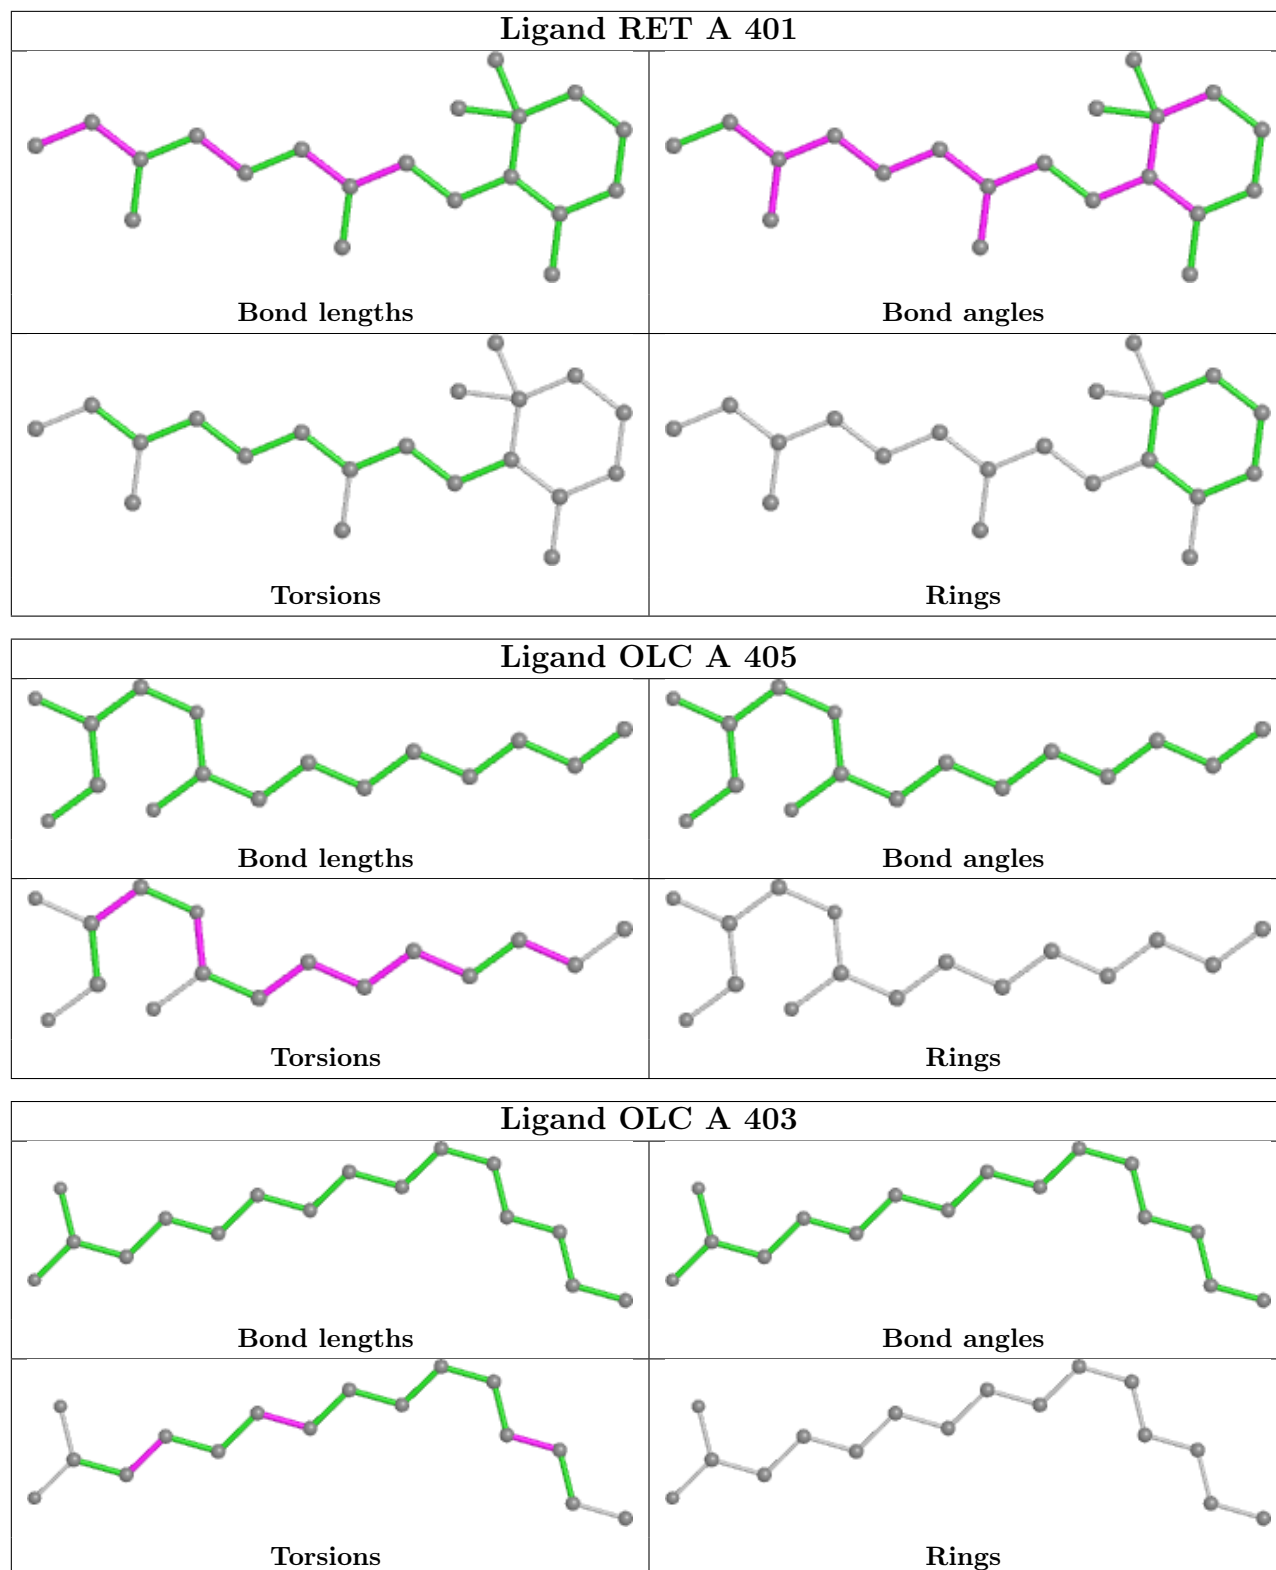 Ligand RET A 401
Bond lengths
Bond angles
Torsions
Rings
Ligand OLC A 405
Bond lengths
Bond angles
Torsions
Rings
Ligand OLC A 403
Bond lengths
Bond angles
Torsions
Rings